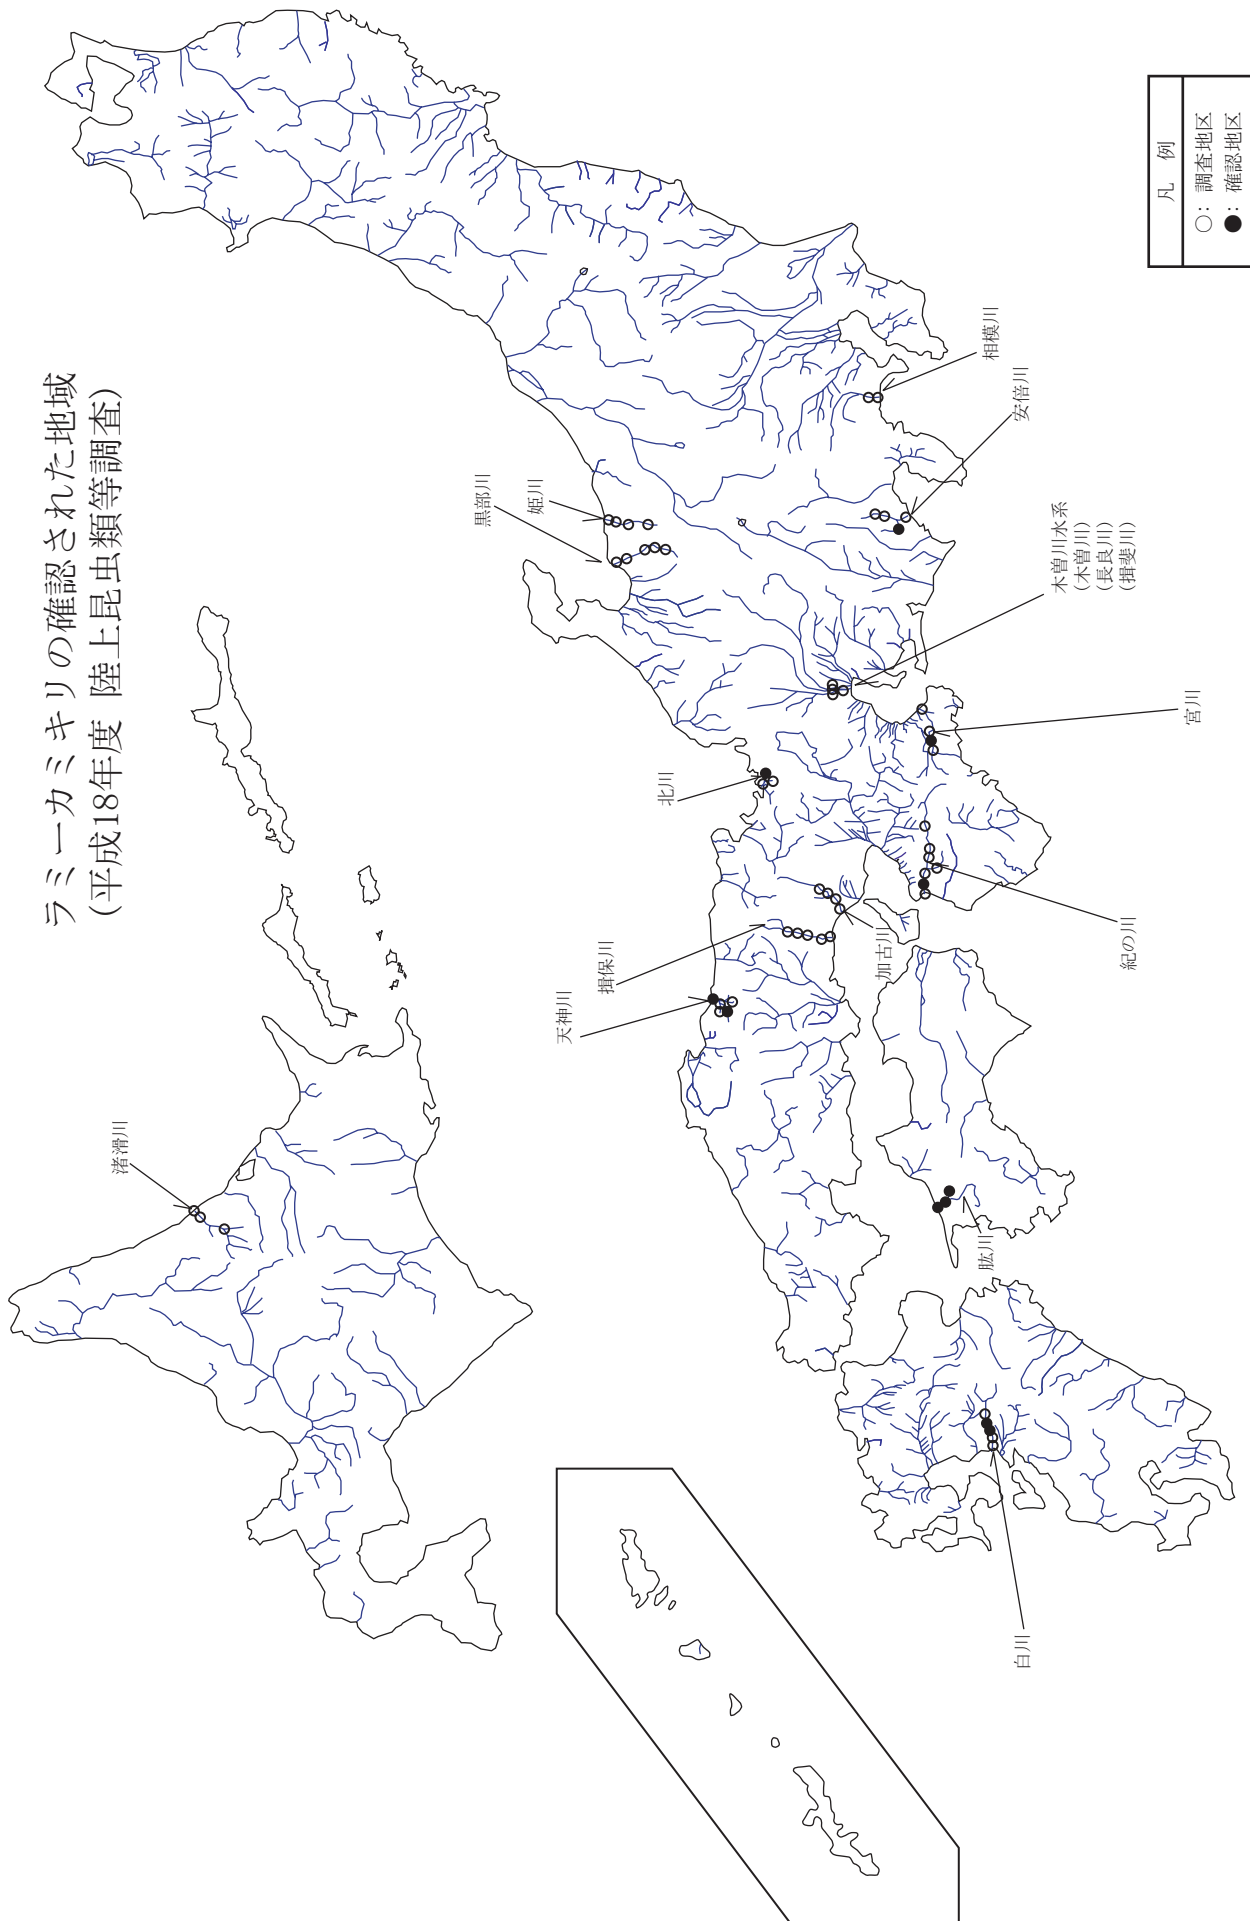 ラミーカミキリの確認された地域
(平成18年度 陸上昆虫類等調査)
渚滑川
黒部川
姫川
相模川
安倍川
木曽川水系
(木曽川)
(長良川)
(揖斐川)
宮川
北川
紀の川
加古川
揖保川
天神川
肱川
白川
凡 例
○: 調査地区
●: 確認地区